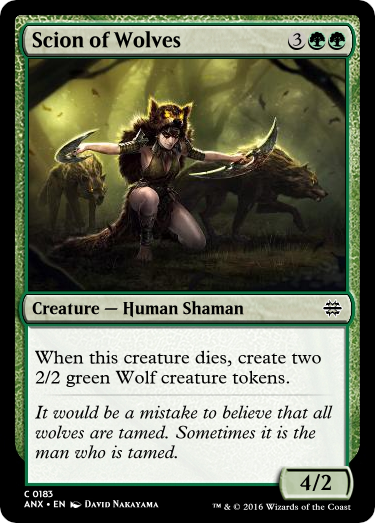 Scion of Wolves 3
Creature — Human Shaman
When this creature dies, create two
2/2 green Wolf creature tokens.
It would be a mistake to believe that all
wolves are tamed. Sometimes it is the
man who is tamed.
4/2
C 0183
ANX • EN David Nakayama
™ & © 2016 Wizards of the Coast